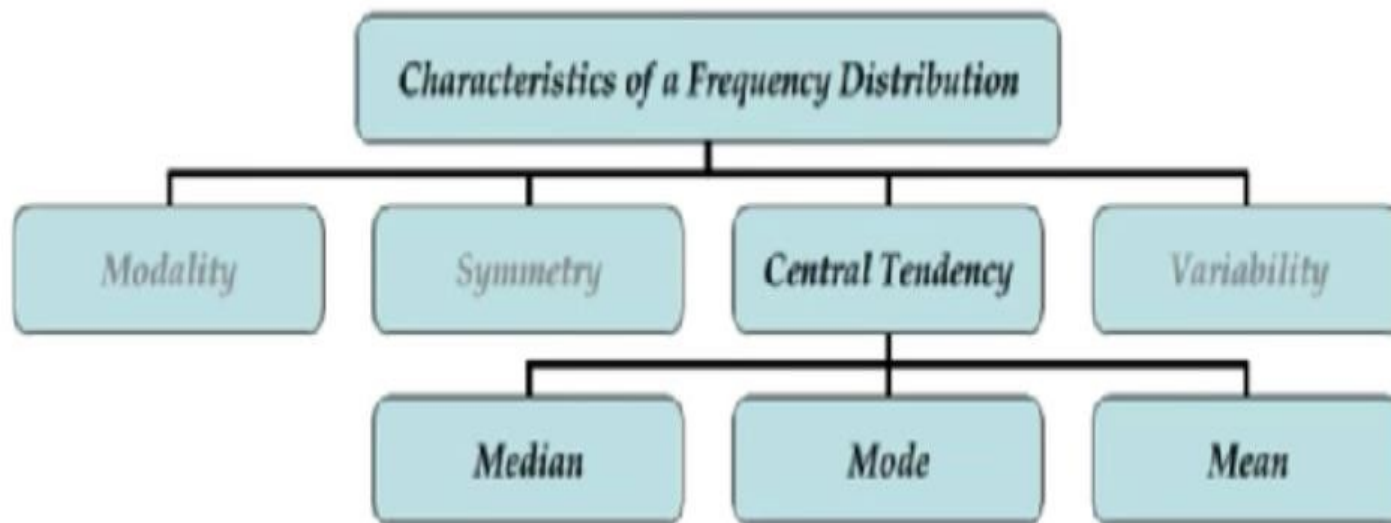 Characteristics of a Frequency Distribution
Modality
Symmetry
Central Tendency
Variability
Median
Mode
Mean